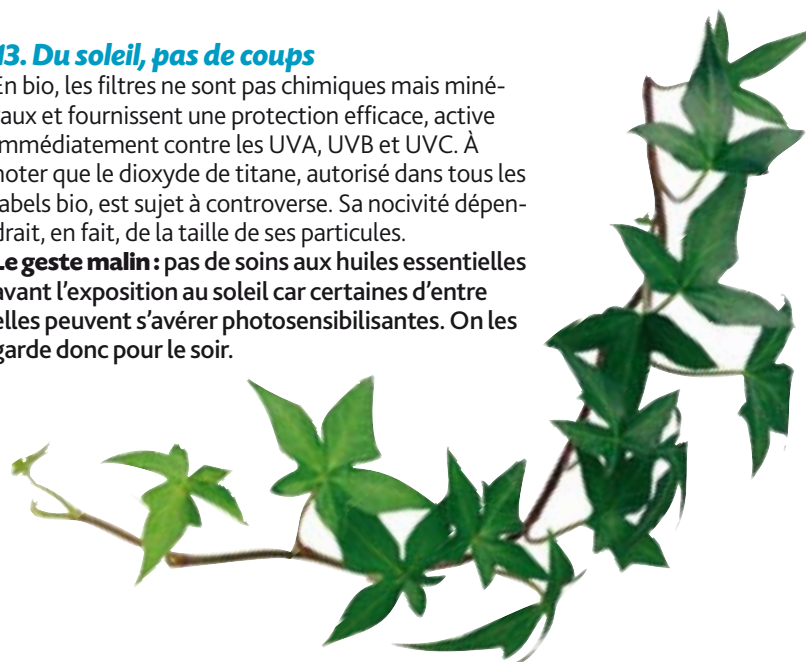 13. Du soleil, pas de coups
En bio, les filtres ne sont pas chimiques mais miné-
raux et fournissent une protection efficace, active
immédiatement contre les UVA, UVB et UVC. À
noter que le dioxyde de titane, autorisé dans tous les
labels bio, est sujet à controverse. Sa nocivité dépen-
drait, en fait, de la taille de ses particules.
Le geste malin : pas de soins aux huiles essentielles
avant l'exposition au soleil car certaines d'entre
elles peuvent s'avérer photosensibilisantes. On les
garde donc pour le soir.